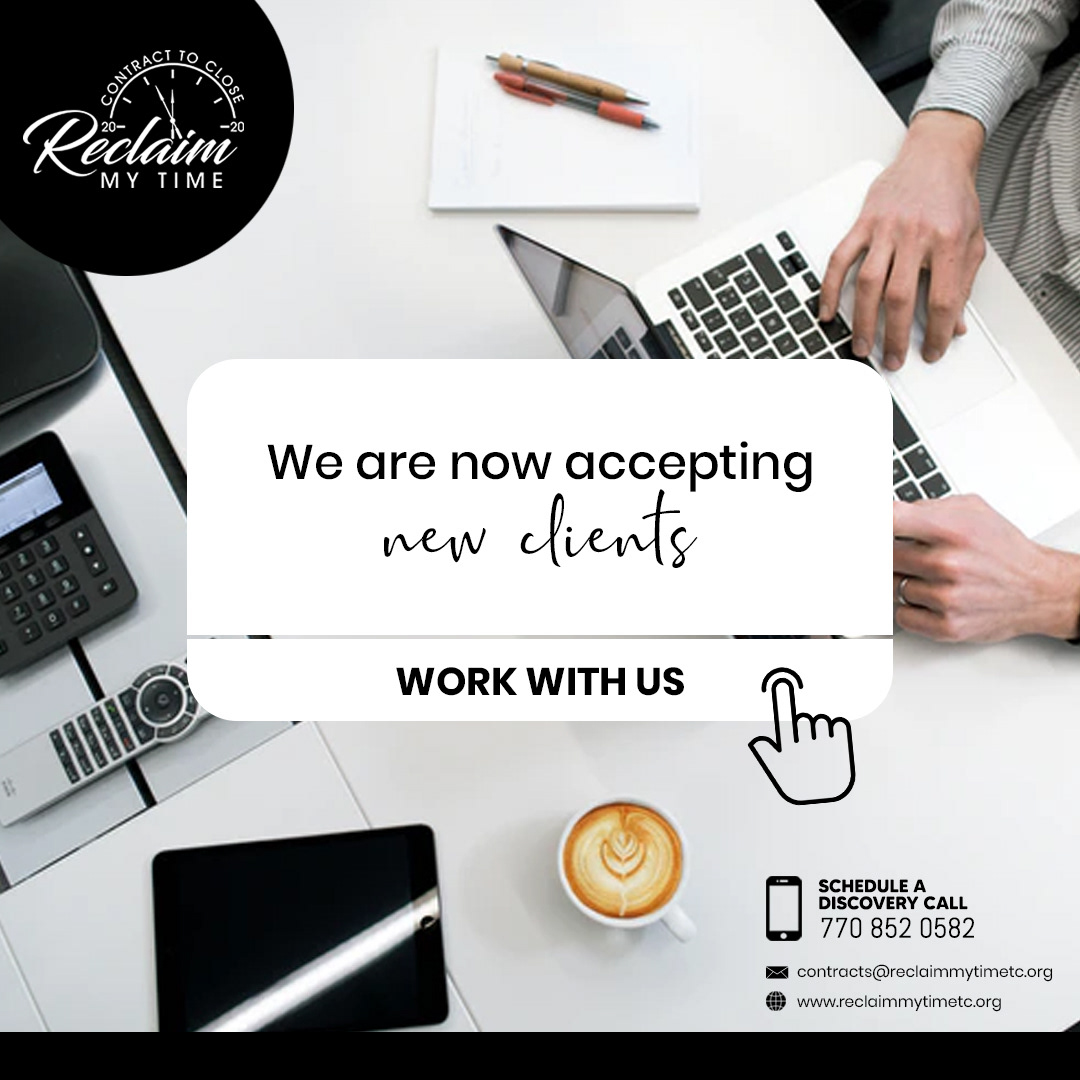 CONTRACT TO CLOSE
20 20
Reclaim
MY TIME
We are now accepting
new clients
WORK WITH US
SCHEDULE A
DISCOVERY CALL
770 852 0582
contracts@reclaimmytimetc.org
www.reclaimmytimetc.org